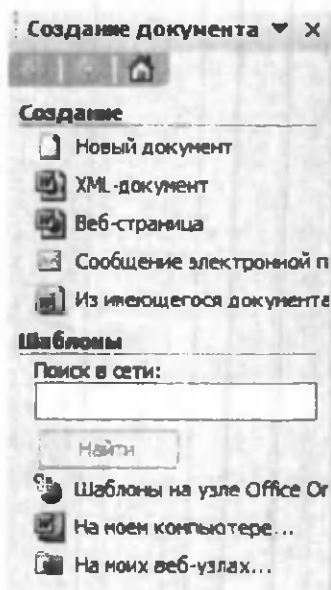 Создание документа
Создание
Новый документ
XML-документ
Веб-страница
Сообщение электронной п
Из имеющегося документа
Шаблоны
Поиск в сети:
Найти
Шаблоны на узле Office Or
На моем компьютере...
На моих веб-узлах...